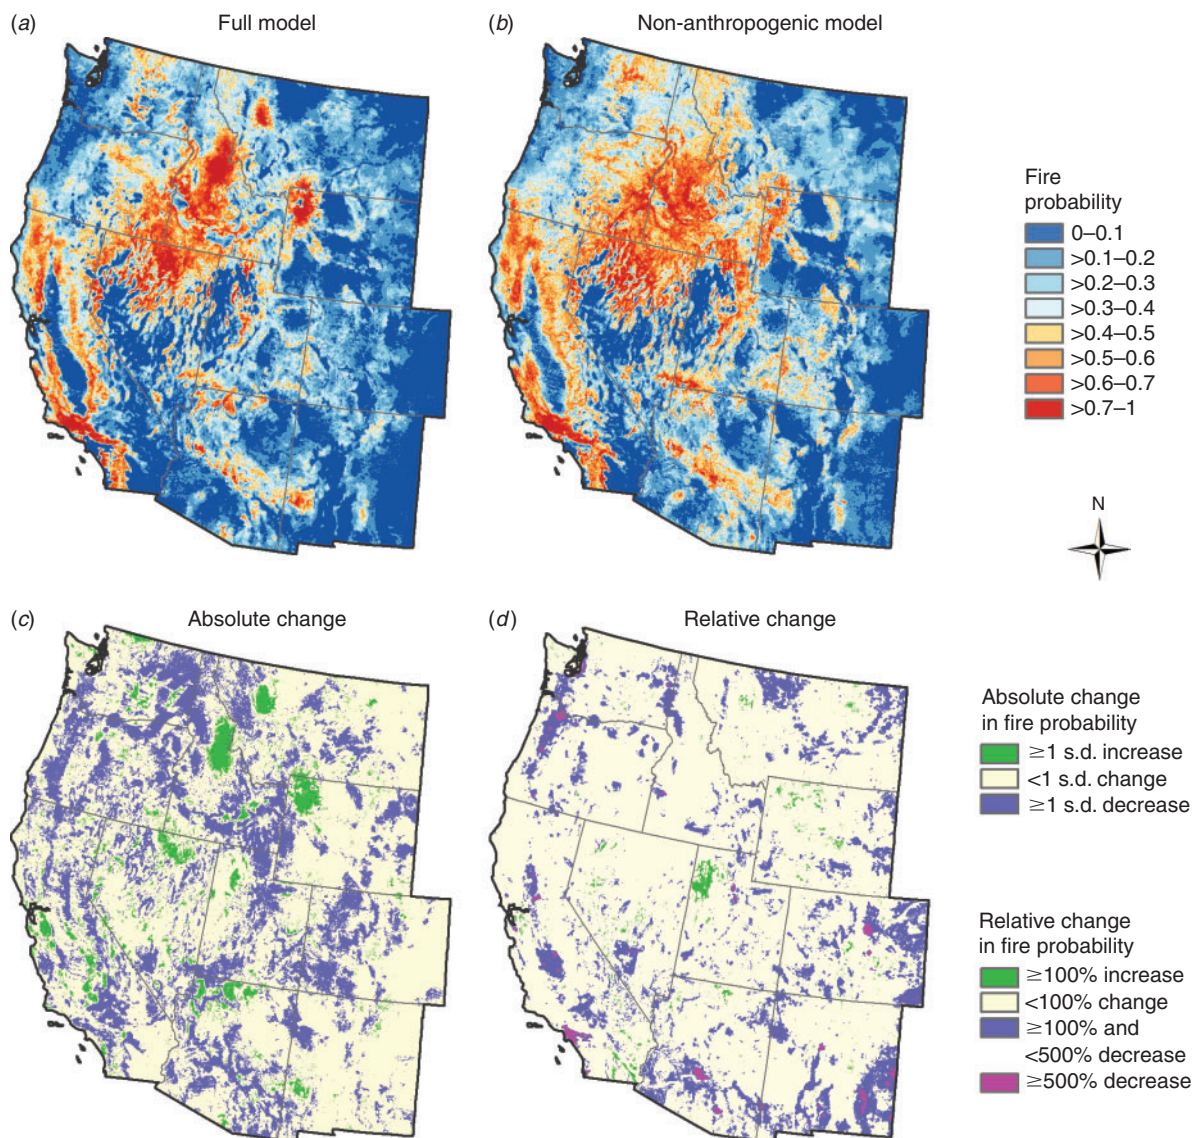 (a)
Full model
(b)
Non-anthropogenic model
Fire
probability
0–0.1
>0.1–0.2
>0.2–0.3
>0.3–0.4
>0.4–0.5
>0.5–0.6
>0.6–0.7
>0.7–1
N
(c)
Absolute change
(d)
Relative change
Absolute change
in fire probability
≥1 s.d. increase
<1 s.d. change
≥1 s.d. decrease
Relative change
in fire probability
≥100% increase
<100% change
≥100% and
<500% decrease
≥500% decrease